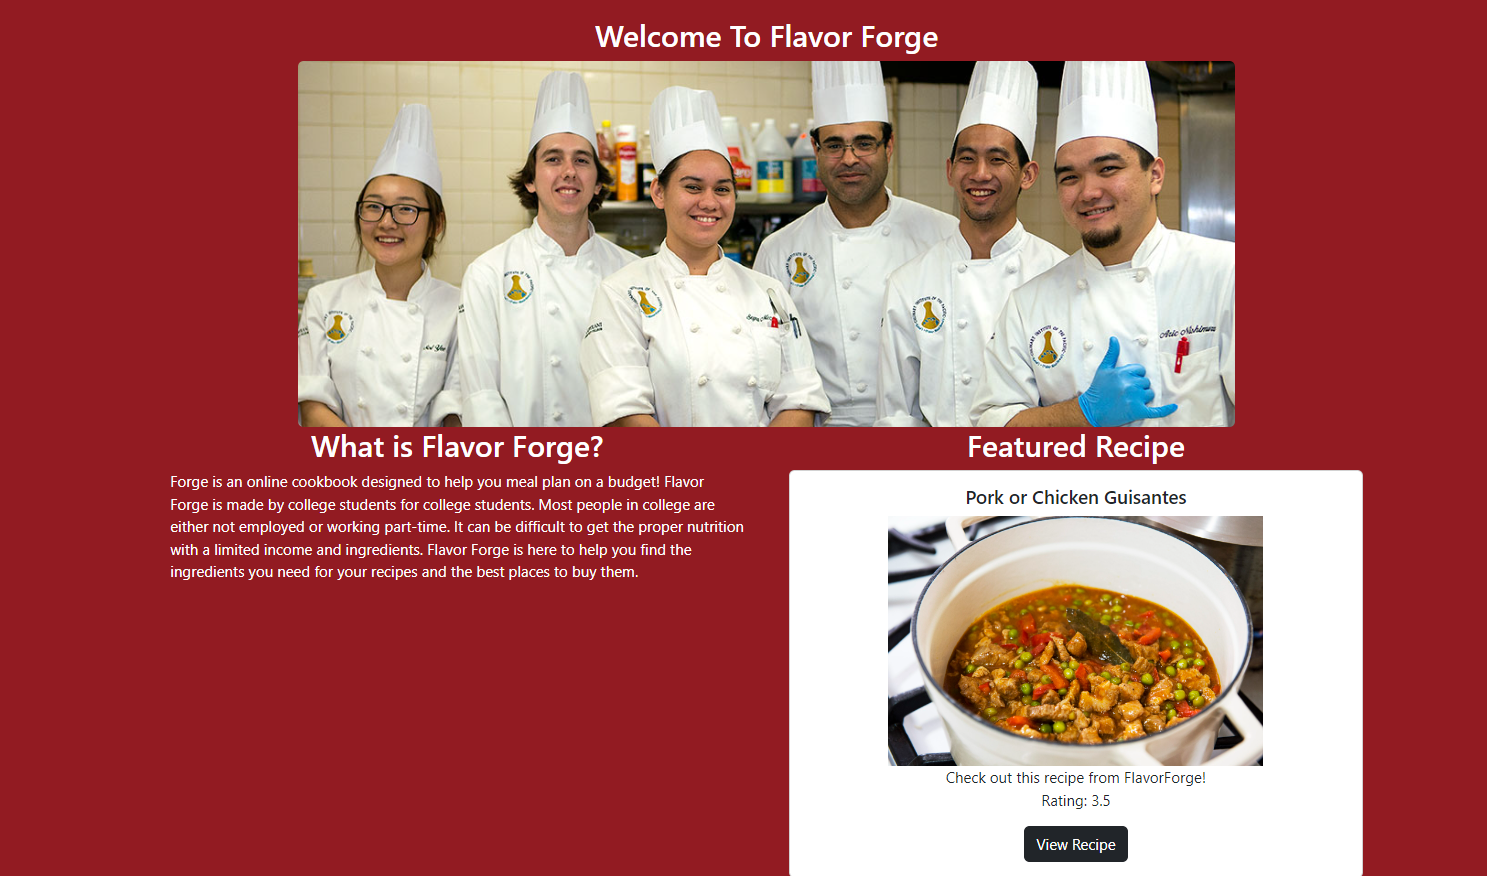 Welcome To Flavor Forge
CULINARY INSTITUTE OF THE PACIFIC
What is Flavor Forge?
Forge is an online cookbook designed to help you meal plan on a budget! Flavor
Forge is made by college students for college students. Most people in college are
either not employed or working part-time. It can be difficult to get the proper nutrition
with a limited income and ingredients. Flavor Forge is here to help you find the
ingredients you need for your recipes and the best places to buy them.
Featured Recipe
Pork or Chicken Guisantes
Check out this recipe from FlavorForge!
Rating: 3.5
View Recipe